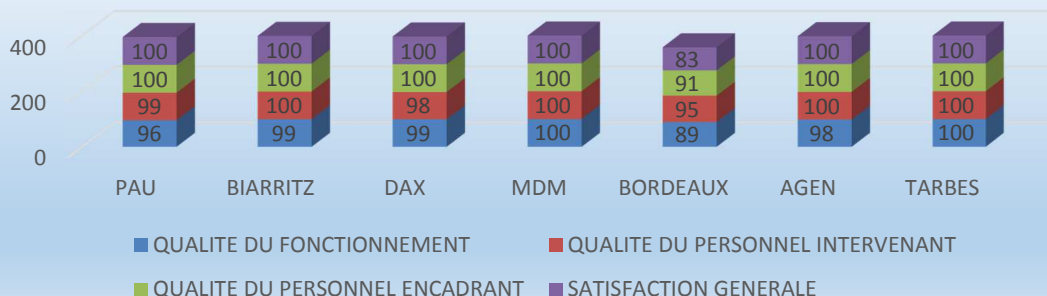 400
200
0
100 100 100 100 83 100 100
100 100 100 100 91 100 100
99 100 98 100 95 100 100
96 99 99 100 89 98 100
PAU BIARRITZ DAX MDM BORDEAUX AGEN TARBES
QUALITE DU FONCTIONNEMENT QUALITE DU PERSONNEL INTERVENANT
QUALITE DU PERSONNEL ENCADRANT SATISFACTION GENERALE